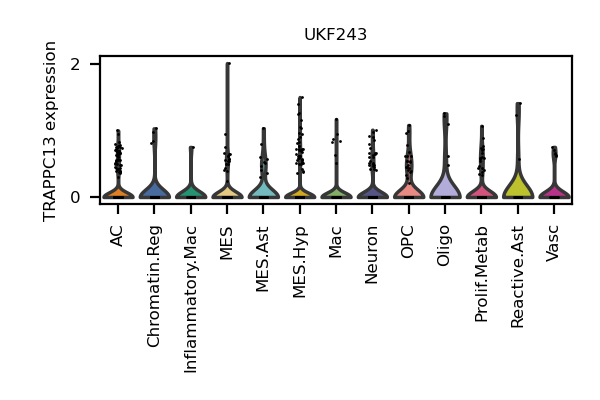 UKF243
TRAPPC13 expression
2
0
AC
Chromatin.Reg
Inflammatory.Mac
MES
MES.Ast
MES.Hyp
Mac
Neuron
OPC
Oligo
Prolif.Metab
Reactive.Ast
Vasc